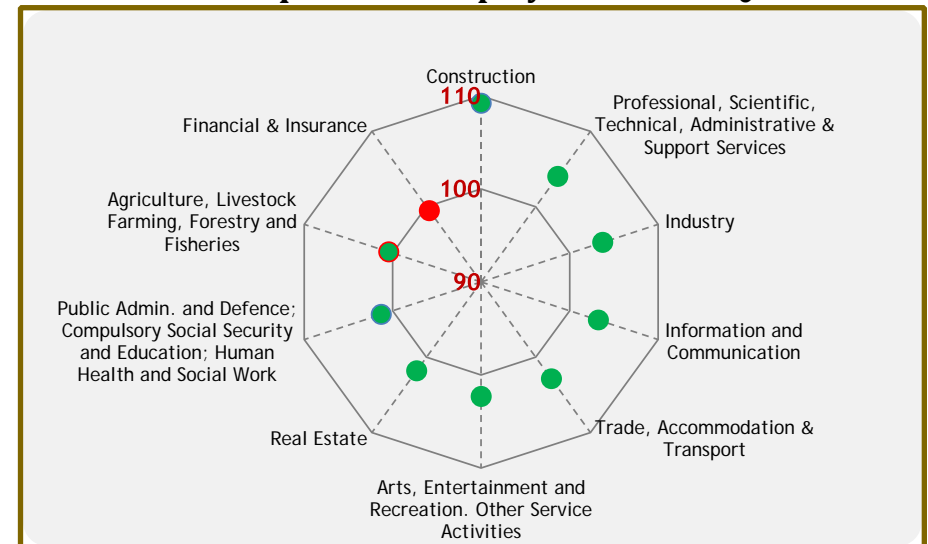 Construction
110
Professional, Scientific,
Technical, Administrative &
Support Services
Financial & Insurance
Agriculture, Livestock
Farming, Forestry and
Fisheries
100
Industry
90
Public Admin. and Defence;
Compulsory Social Security
and Education; Human
Health and Social Work
Information and
Communication
Real Estate
Trade, Accommodation &
Transport
Arts, Entertainment and
Recreation. Other Service
Activities